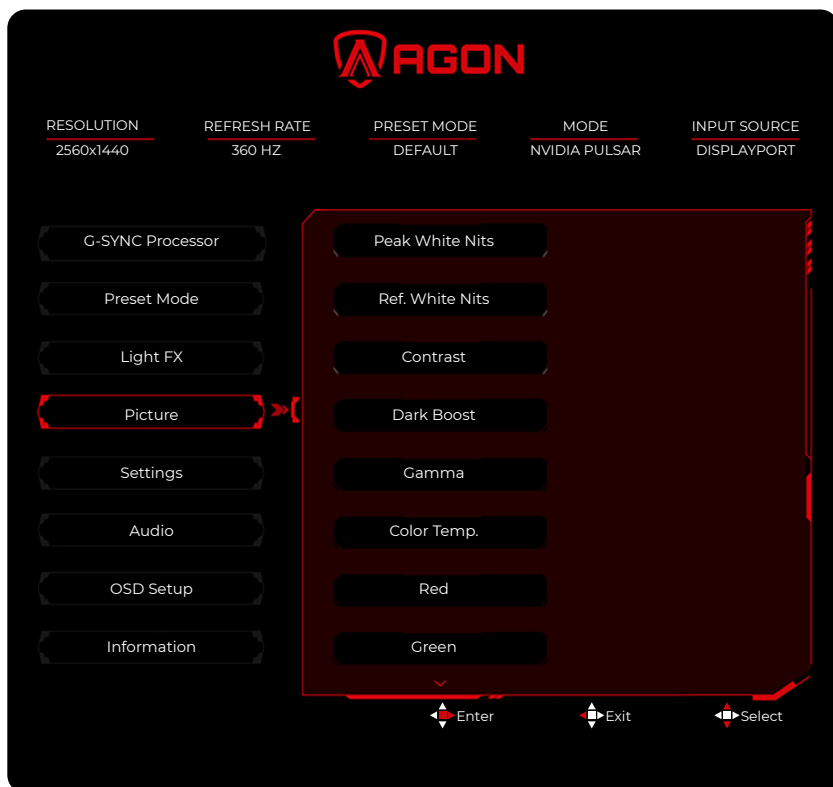 AGON
RESOLUTION REFRESH RATE PRESET MODE MODE INPUT SOURCE
2560x1440 360 HZ DEFAULT NVIDIA PULSAR DISPLAYPORT
G-SYNC Processor Peak White Nits
Preset Mode Ref. White Nits
Light FX Contrast
Picture Dark Boost
Settings Gamma
Audio Color Temp.
OSD Setup Red
Information Green
Enter Exit Select